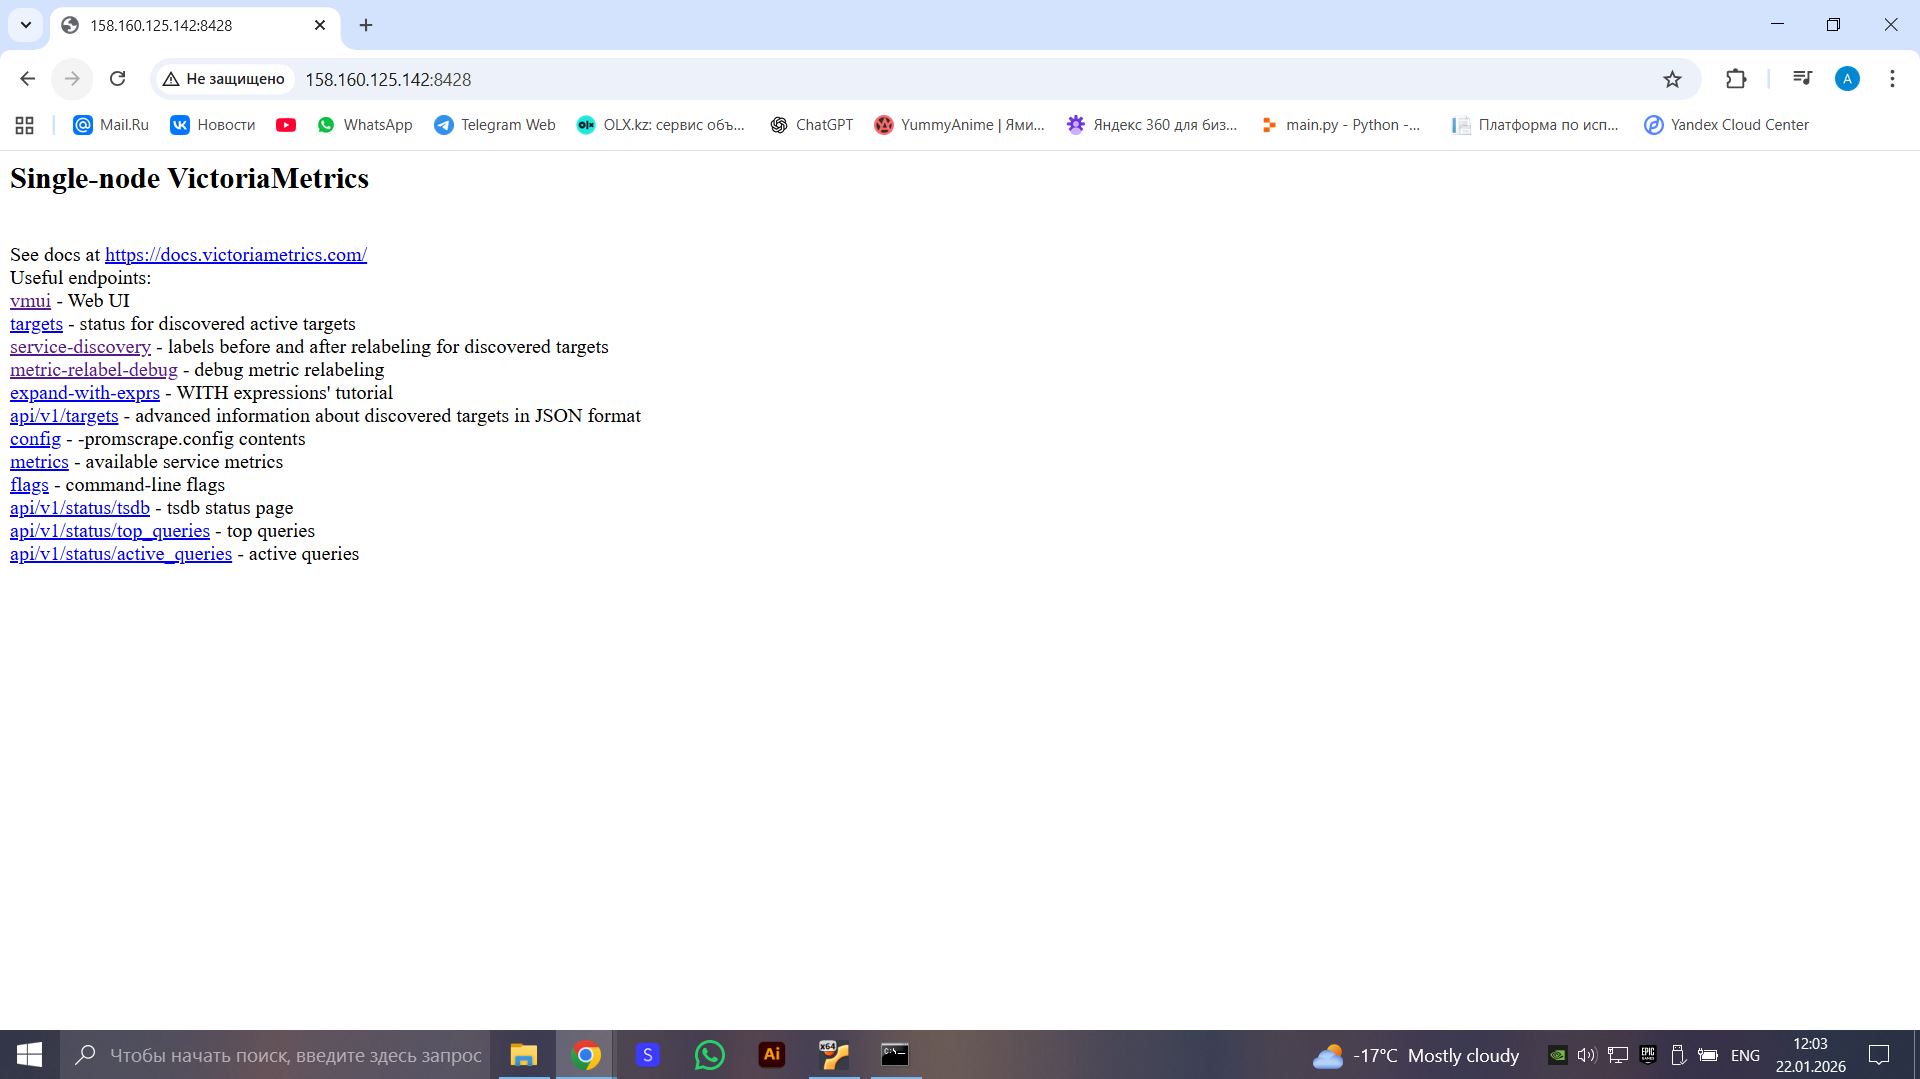 158.160.125.142:8428
Не защищено 158.160.125.142:8428
Mail.Ru Новости WhatsApp Telegram Web OLX.kz: сервис объ... ChatGPT YummyAnime | Ями... Яндекс 360 для биз... main.py - Python -... Платформа по исп... Yandex Cloud Center
Single-node VictoriaMetrics
See docs at https://docs.victoriametrics.com/
Useful endpoints:
vmui - Web UI
targets - status for discovered active targets
service-discovery - labels before and after relabeling for discovered targets
metric-relabel-debug - debug metric relabeling
expand-with-exprs - WITH expressions' tutorial
api/v1/targets - advanced information about discovered targets in JSON format
config - -promscrape.config contents
metrics - available service metrics
flags - command-line flags
api/v1/status/tsdb - tsdb status page
api/v1/status/top_queries - top queries
api/v1/status/active_queries - active queries
Чтобы начать поиск, введите здесь запрос
-17°C Mostly cloudy
ENG
12:03
22.01.2026